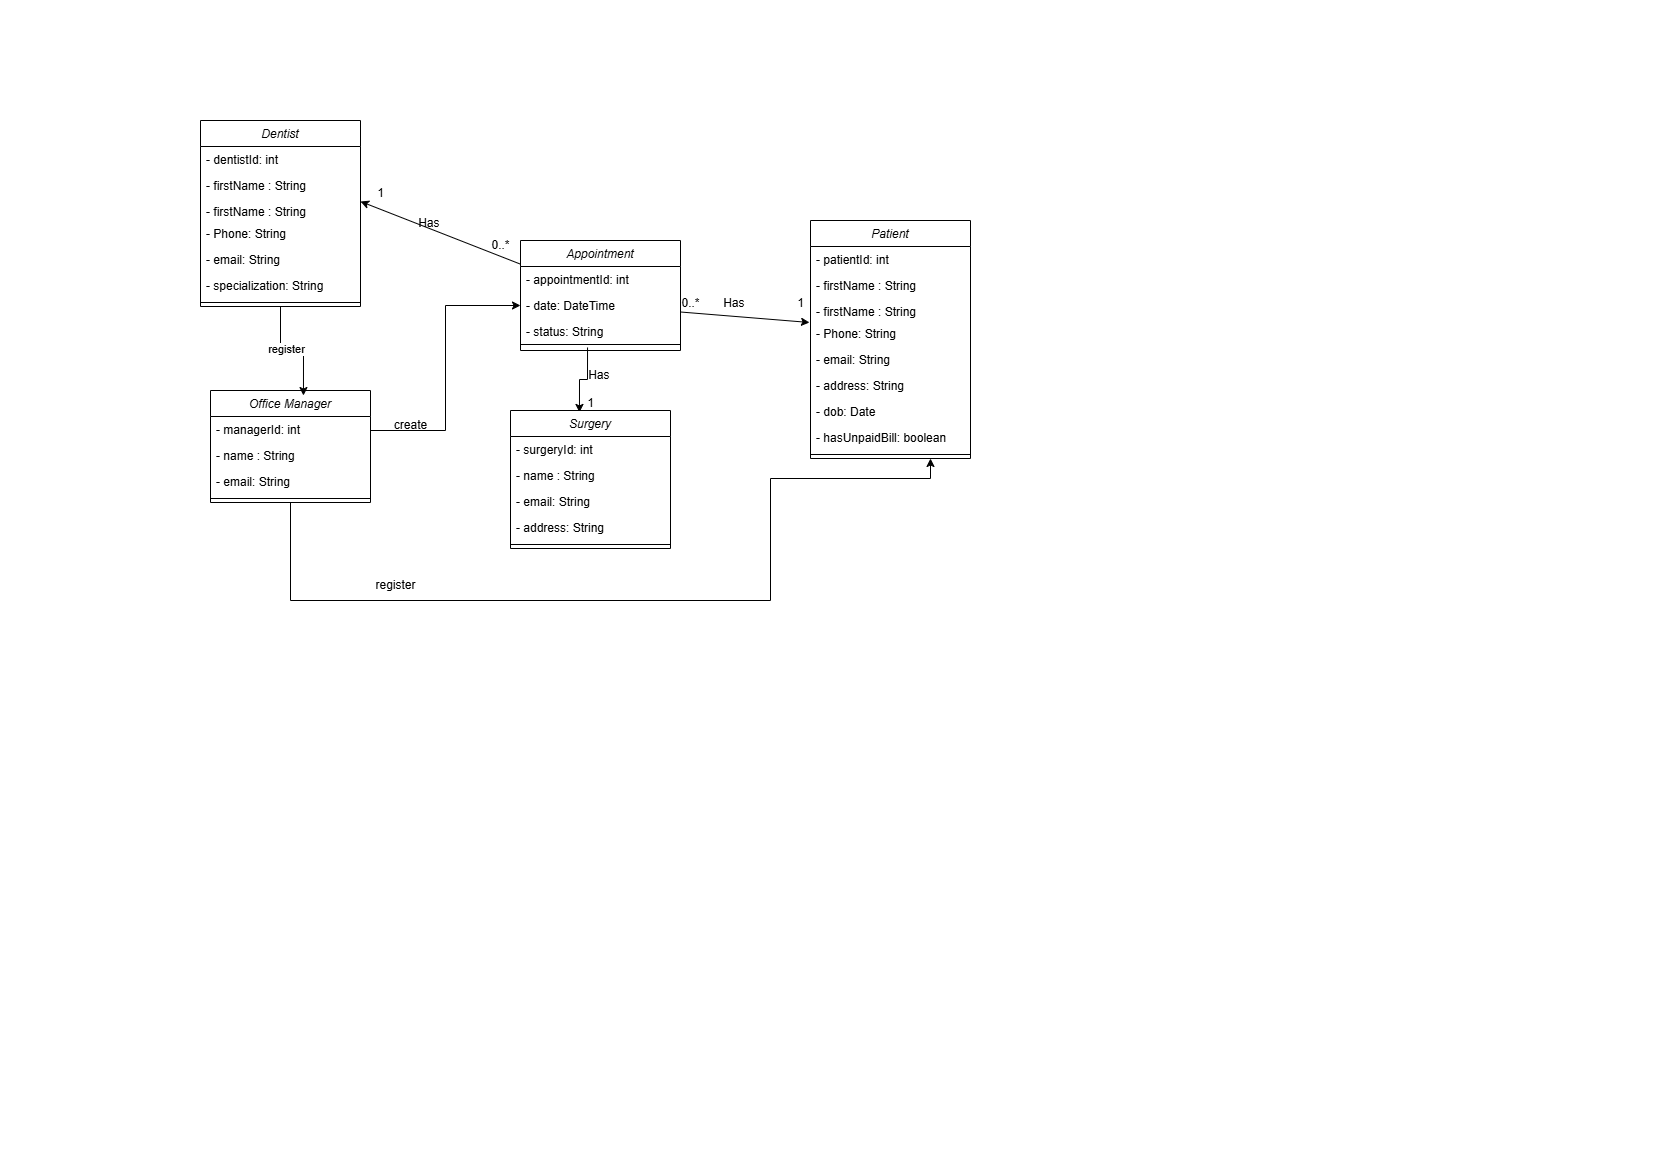 Dentist
- dentistId: int
- firstName : String
- firstName : String
- Phone: String
- email: String
- specialization: String
1
Has
0..*
Appointment
- appointmentId: int
- date: DateTime
- status: String
0..*
Has
1
Patient
- patientId: int
- firstName : String
- firstName : String
- Phone: String
- email: String
- address: String
- dob: Date
- hasUnpaidBill: boolean
register
Office Manager
- managerId: int
- name : String
- email: String
create
Has
1
Surgery
- surgeryId: int
- name : String
- email: String
- address: String
register